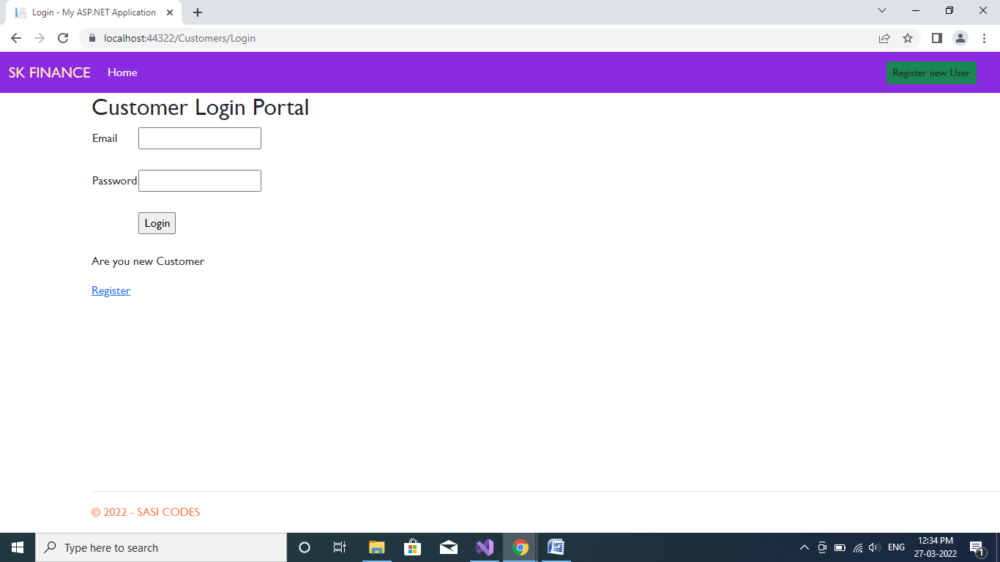 Login - My ASP.NET Application
localhost:44322/Customers/Login
SK FINANCE Home Register new User
Customer Login Portal
Email
Password
Login
Are you new Customer
Register
© 2022 - SASI CODES
Type here to search
ENG
12:34 PM
27-03-2022
1